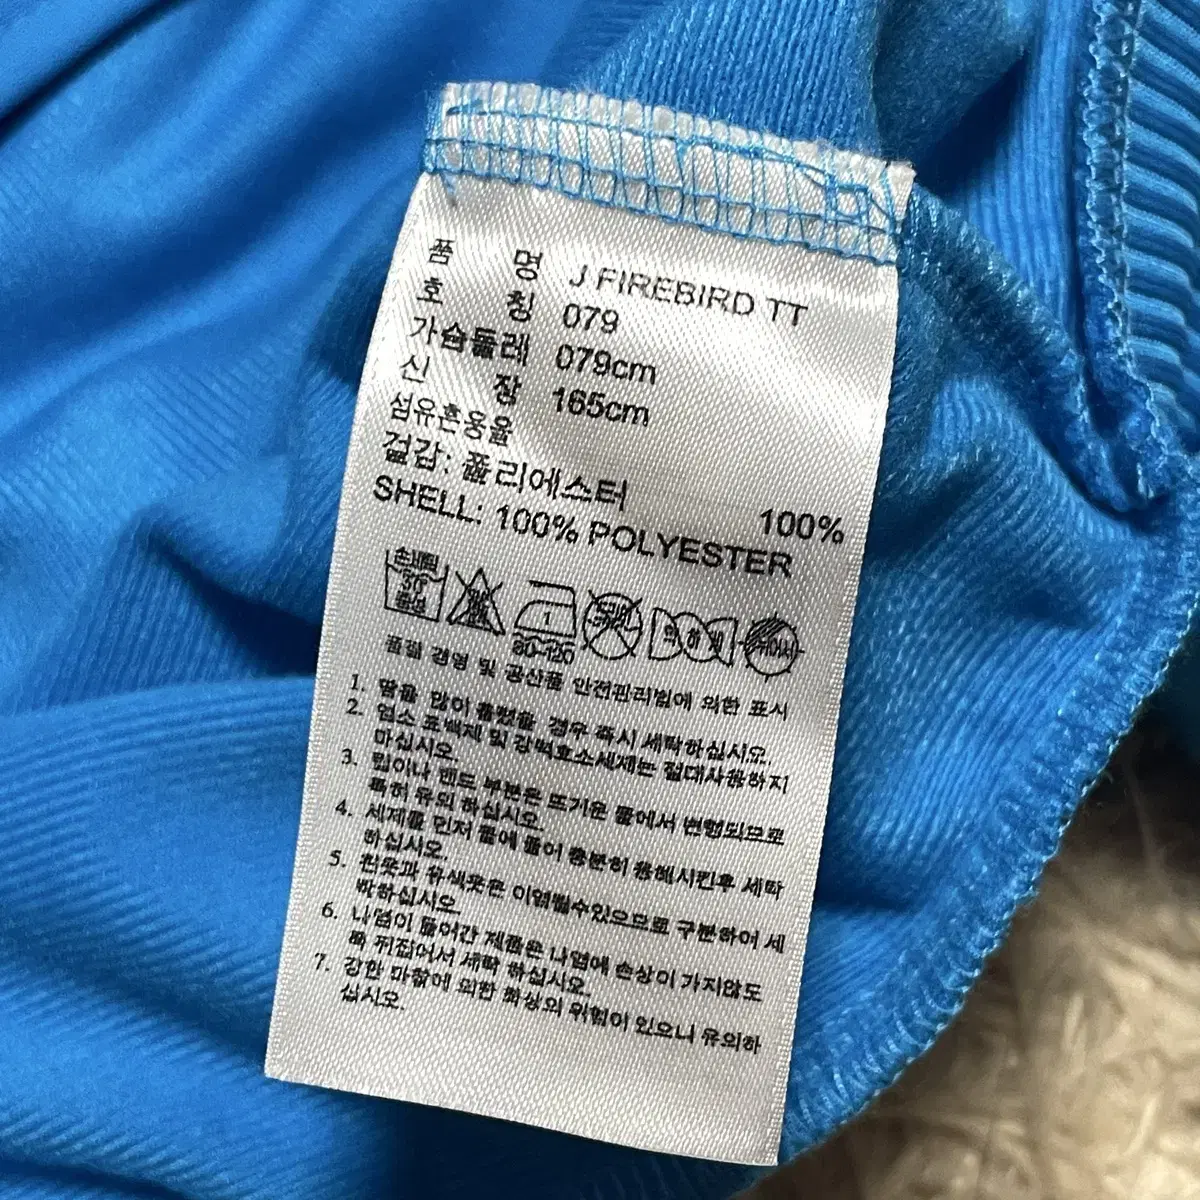 품 명 J FIREBIRD TT
호 칭 079
가슴둘레 079cm
신 장 165cm
섬유혼용율
겉감: 폴리에스터 100%
SHELL: 100% POLYESTER
손세탁 30° 중성
80~120
약하게
뉘어서
품질 경영 및 공산품 안전관리법에 의한 표시
1. 땀을 많이 흘렸을 경우 즉시 세탁하십시오.
2. 염소 표백제 및 강력효소세제는 절대사용하지
마십시오.
3. 립이나 밴드 부분은 뜨거운 물에서 변형되므로
특히 유의 하십시오.
4. 세제를 먼저 물에 풀어 충분히 용해시킨후 세탁
하십시오.
5. 흰옷과 유색옷은 이염될수있으므로 구분하여 세
탁하십시오.
6. 나염이 들어간 제품은 나염에 손상이 가지않도
록 뒤집어서 세탁 하십시오.
7. 강한 마찰에 의한 화상의 위험이 있으니 유의하
십시오.